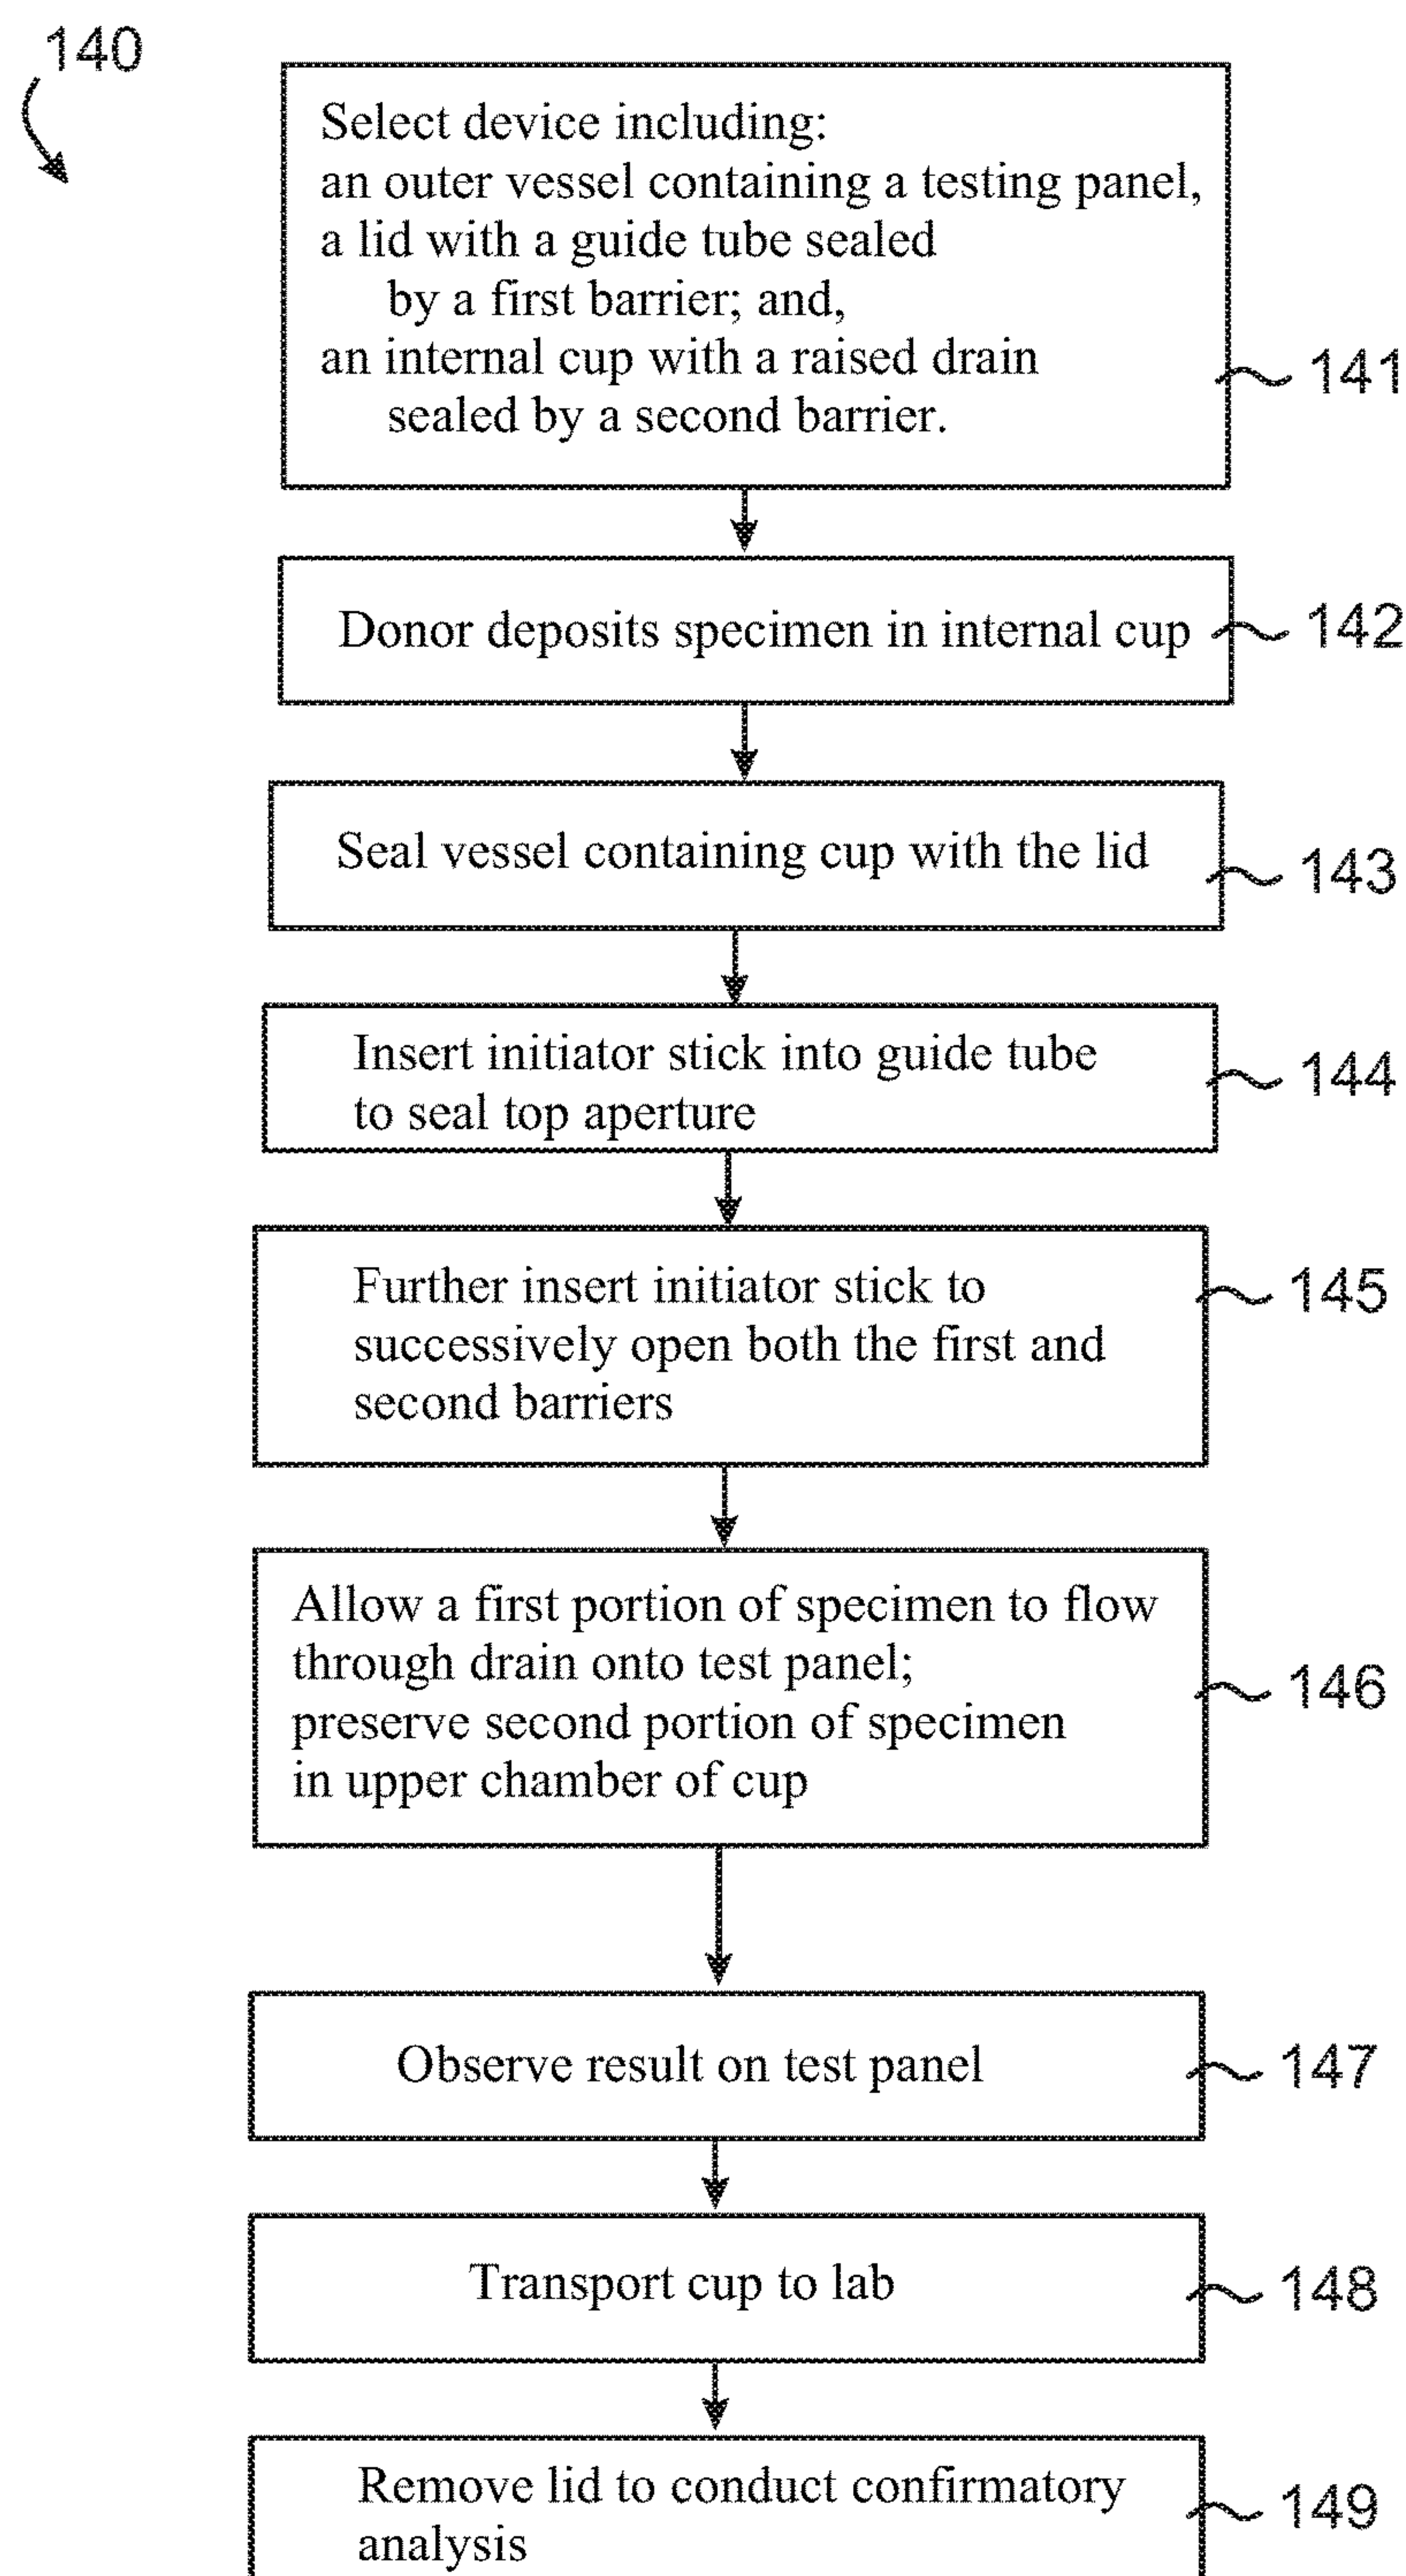 140
Select device including:
an outer vessel containing a testing panel,
a lid with a guide tube sealed
by a first barrier; and,
an internal cup with a raised drain
sealed by a second barrier.
141
Donor deposits specimen in internal cup
142
Seal vessel containing cup with the lid
143
Insert initiator stick into guide tube
to seal top aperture
144
Further insert initiator stick to
successively open both the first and
second barriers
145
Allow a first portion of specimen to flow
through drain onto test panel;
preserve second portion of specimen
in upper chamber of cup
146
Observe result on test panel
147
Transport cup to lab
148
Remove lid to conduct confirmatory
analysis
149